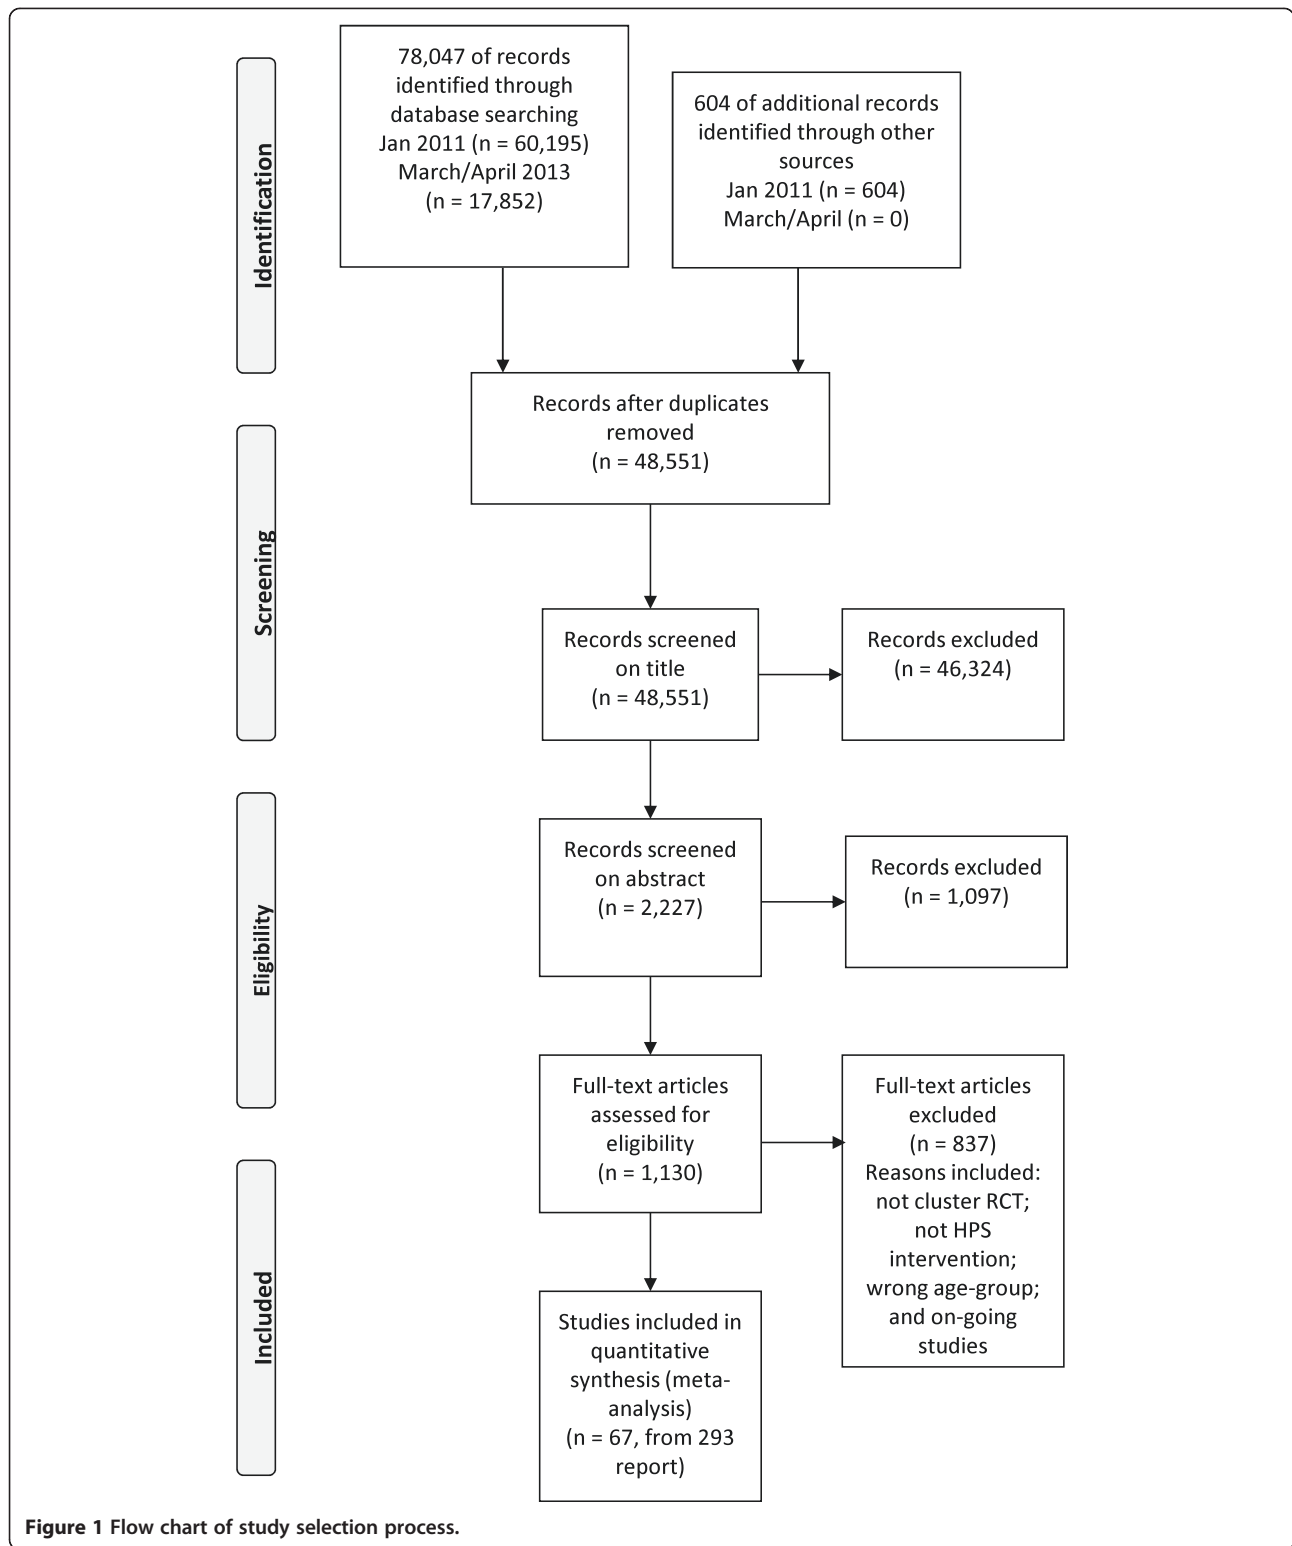 78,047 of records
identified through
database searching
Jan 2011 (n = 60,195)
March/April 2013
(n = 17,852)
604 of additional records
identified through other
sources
Jan 2011 (n = 604)
March/April (n = 0)
Identification
Records after duplicates
removed
(n = 48,551)
Screening
Records screened
on title
(n = 48,551)
Records excluded
(n = 46,324)
Records screened
on abstract
(n = 2,227)
Records excluded
(n = 1,097)
Eligibility
Full-text articles
assessed for
eligibility
(n = 1,130)
Full-text articles
excluded
(n = 837)
Reasons included:
not cluster RCT;
not HPS
intervention;
wrong age-group;
and on-going
studies
Included
Studies included in
quantitative
synthesis (meta-
analysis)
(n = 67, from 293
report)
Figure 1 Flow chart of study selection process.